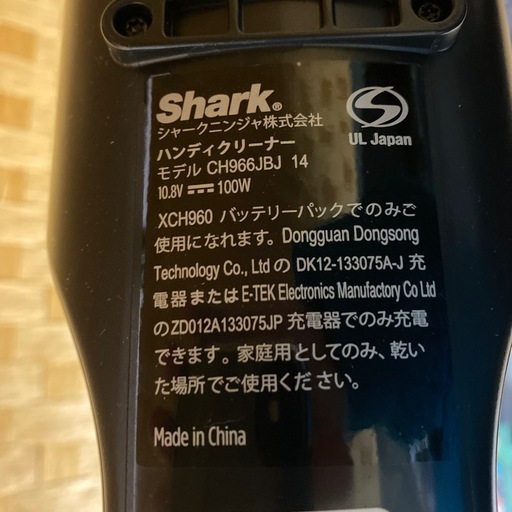 Shark®
シャークニンジャ株式会社
UL Japan
ハンディクリーナー
モデル CH966JBJ 14
10.8V ⎓ 100W
XCH960 バッテリーパックでのみご
使用になれます。Dongguan Dongsong
Technology Co., Ltdの DK12-133075A-J 充
電器または E-TEK Electronics Manufactory Co Ltd
のZD012A133075JP 充電器でのみ充電
できます。家庭用としてのみ、乾い
た場所でご使用ください。
Made in China